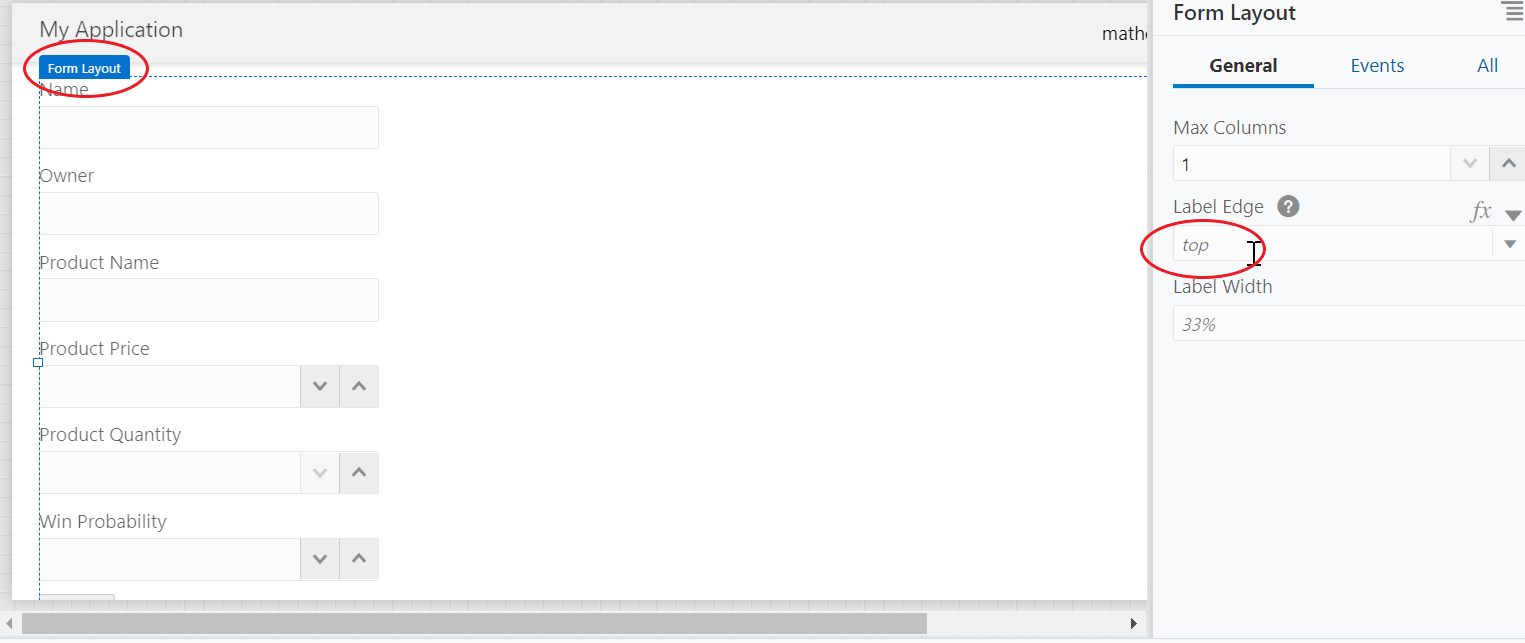 My Application
mathe
Form Layout
Name
Owner
Product Name
Product Price
Product Quantity
Win Probability
Form Layout
General Events All
Max Columns
1
Label Edge ? fx
top
Label Width
33%